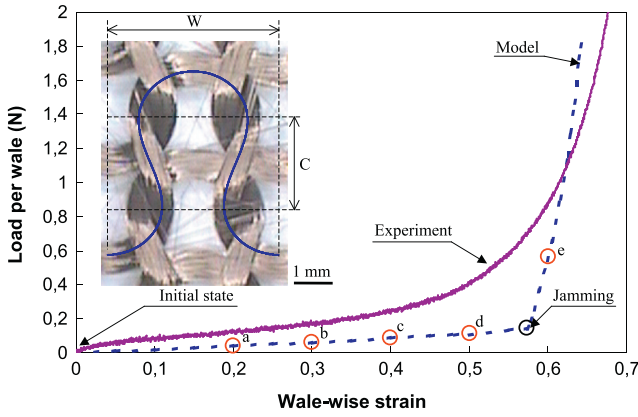 2
1,8
1,6
1,4
1,2
1
0,8
0,6
0,4
0,2
0
Load per wale (N)
W
C
1 mm
Model
Experiment
Initial state
Jamming
a
b
c
d
e
0
0,1
0,2
0,3
0,4
0,5
0,6
0,7
Wale-wise strain